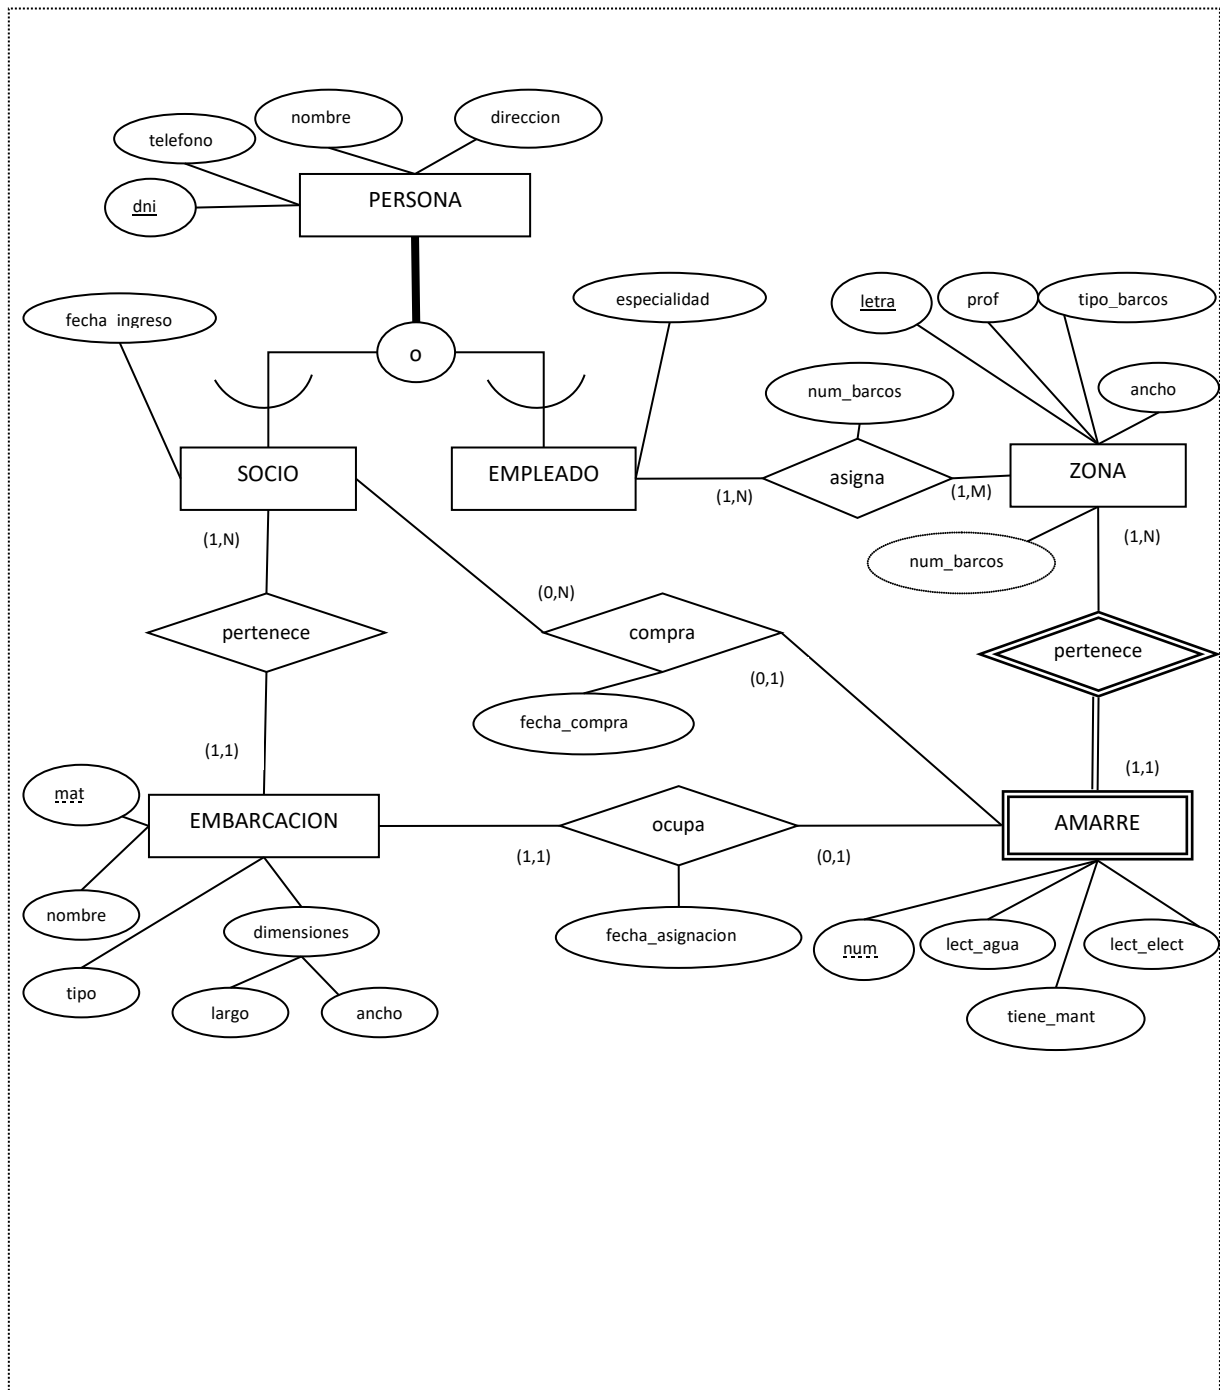 nombre
direccion
telefono
dni
PERSONA
especialidad
letra
prof
tipo_barcos
fecha_ingreso
o
num_barcos
ancho
SOCIO
EMPLEADO
asigna
ZONA
(1,N)
(1,M)
(1,N)
(1,N)
num_barcos
(0,N)
pertenece
compra
pertenece
(0,1)
fecha_compra
(1,1)
(1,1)
mat
EMBARCACION
ocupa
AMARRE
(1,1)
(0,1)
nombre
dimensiones
fecha_asignacion
num
lect_agua
lect_elect
tipo
largo
ancho
tiene_mant